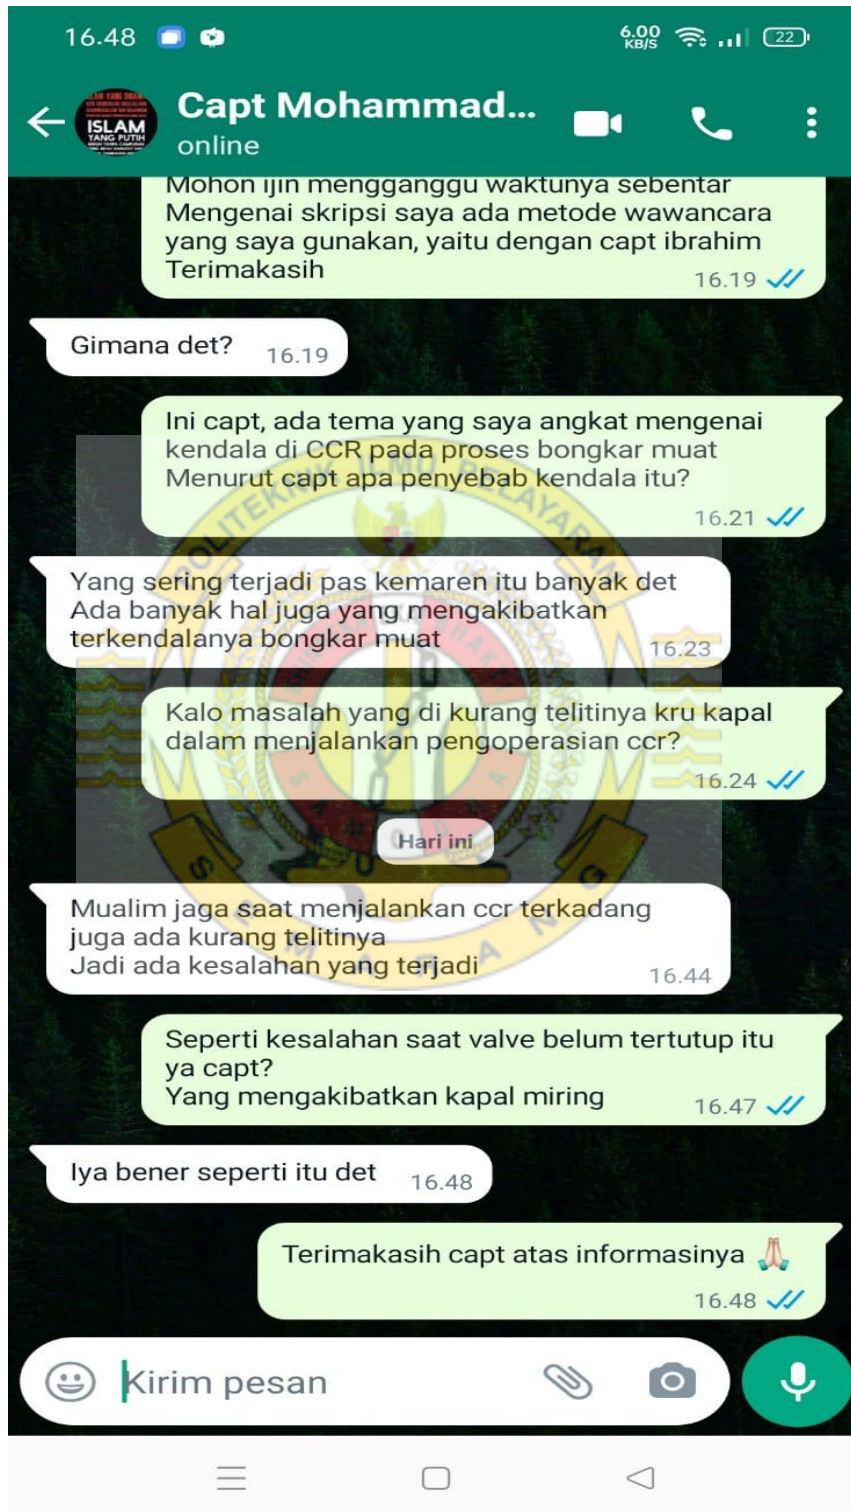 16.48
6.00
KB/S
22
ISLAM
YANG PUTIH
Capt Mohammad...
online
Mohon ijin mengganggu waktunya sebentar
Mengenai skripsi saya ada metode wawancara
yang saya gunakan, yaitu dengan capt ibrahim
Terimakasih
16.19
Gimana det?
16.19
Ini capt, ada tema yang saya angkat mengenai
kendala di CCR pada proses bongkar muat
Menurut capt apa penyebab kendala itu?
16.21
Yang sering terjadi pas kemaren itu banyak det
Ada banyak hal juga yang mengakibatkan
terkendalanya bongkar muat
16.23
Kalo masalah yang di kurang telitinya kru kapal
dalam menjalankan pengoperasian ccr?
16.24
Hari ini
Mualim jaga saat menjalankan ccr terkadang
juga ada kurang telitinya
Jadi ada kesalahan yang terjadi
16.44
Seperti kesalahan saat valve belum tertutup itu
ya capt?
Yang mengakibatkan kapal miring
16.47
Iya bener seperti itu det
16.48
Terimakasih capt atas informasinya
16.48
Kirim pesan
POLITEKNIK ILMU PELAYARAN
SEMARANG